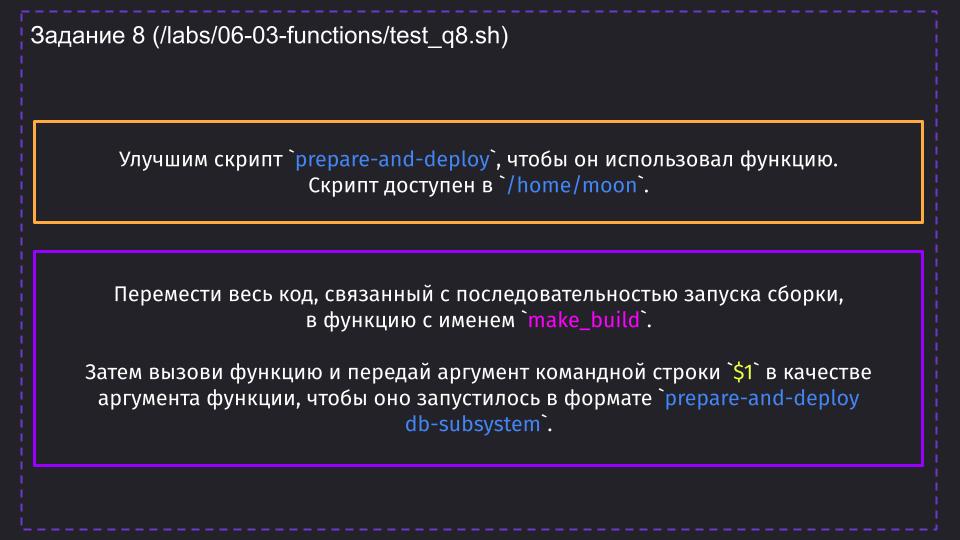 Задание 8 (/labs/06-03-functions/test_q8.sh)
Улучшим скрипт `prepare-and-deploy`, чтобы он использовал функцию.
Скрипт доступен в `/home/moon`.
Перемести весь код, связанный с последовательностью запуска сборки,
в функцию с именем `make_build`.
Затем вызови функцию и передай аргумент командной строки `$1` в качестве
аргумента функции, чтобы оно запустилось в формате `prepare-and-deploy
db-subsystem`.